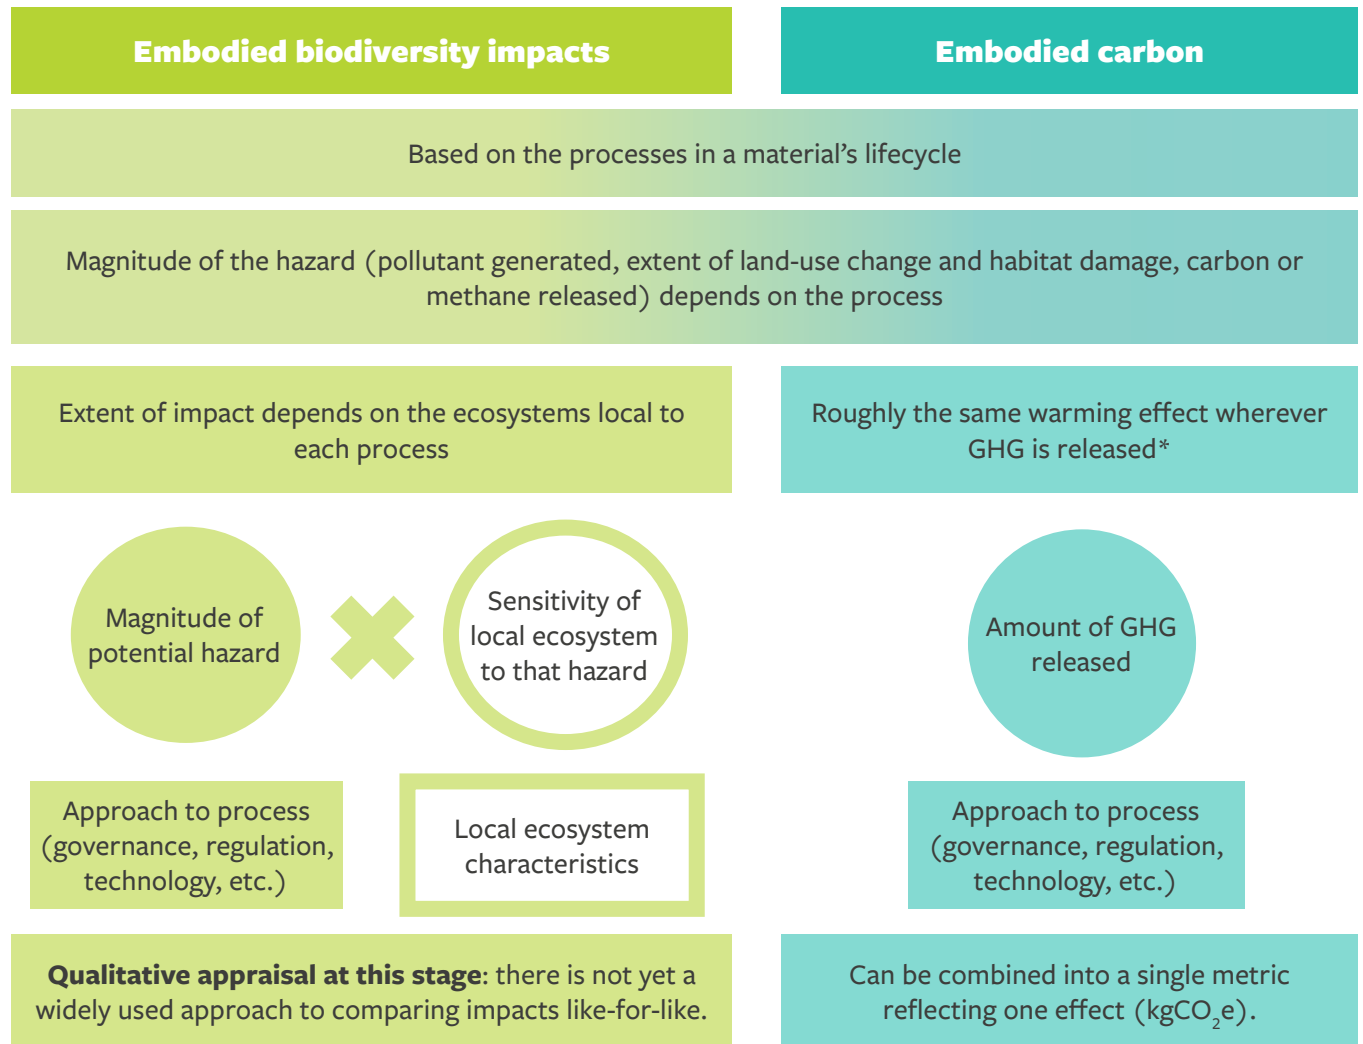 Embodied biodiversity impacts
Embodied carbon
Based on the processes in a material’s lifecycle
Magnitude of the hazard (pollutant generated, extent of land-use change and habitat damage, carbon or
methane released) depends on the process
Extent of impact depends on the ecosystems local to
each process
Roughly the same warming effect wherever
GHG is released*
Magnitude of
potential hazard
Sensitivity of
local ecosystem
to that hazard
Amount of GHG
released
Approach to process
(governance, regulation,
technology, etc.)
Local ecosystem
characteristics
Approach to process
(governance, regulation,
technology, etc.)
Qualitative appraisal at this stage: there is not yet a
widely used approach to comparing impacts like-for-like.
Can be combined into a single metric
reflecting one effect (kgCO₂e).